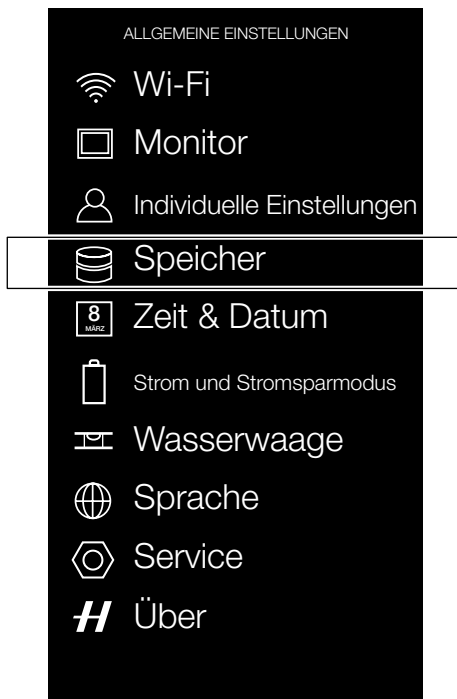 ALLGEMEINE EINSTELLUNGEN
Wi-Fi
Monitor
Individuelle Einstellungen
Speicher
8
MÄRZ
Zeit & Datum
Strom und Stromsparmodus
Wasserwaage
Sprache
Service
Über